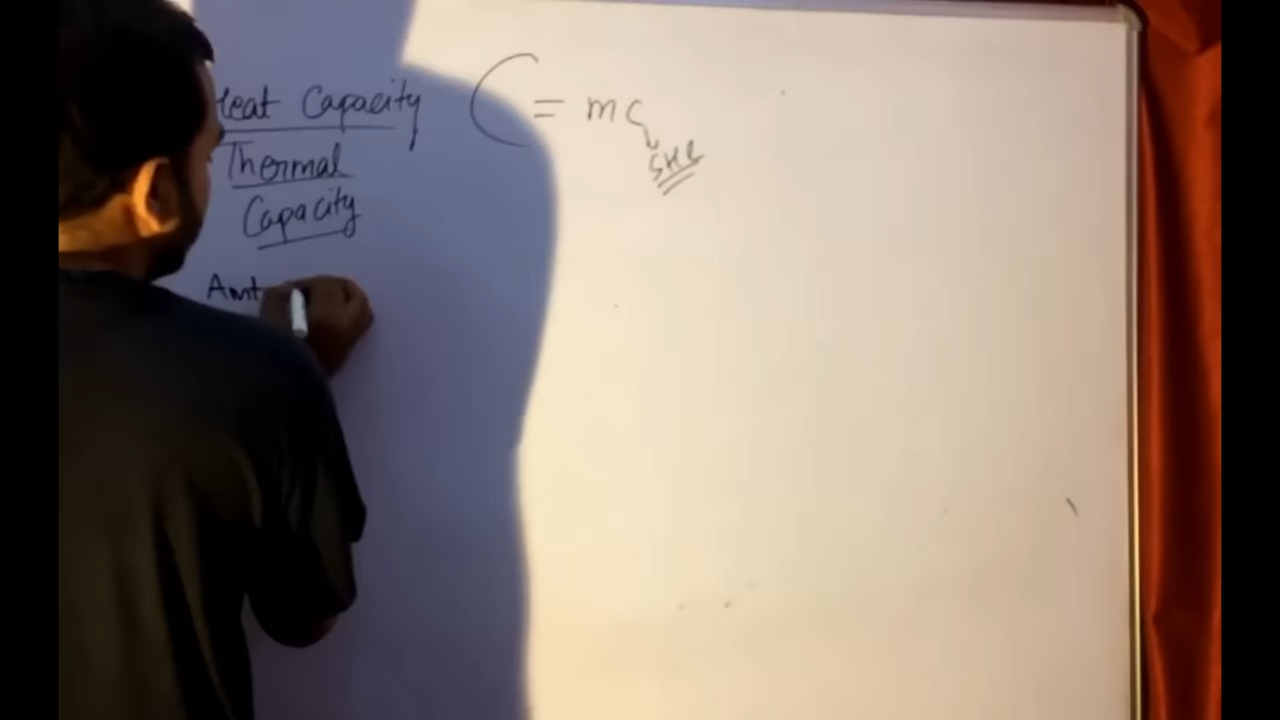 Heat Capacity C = mc
SHC
Thermal
Capacity
Amt